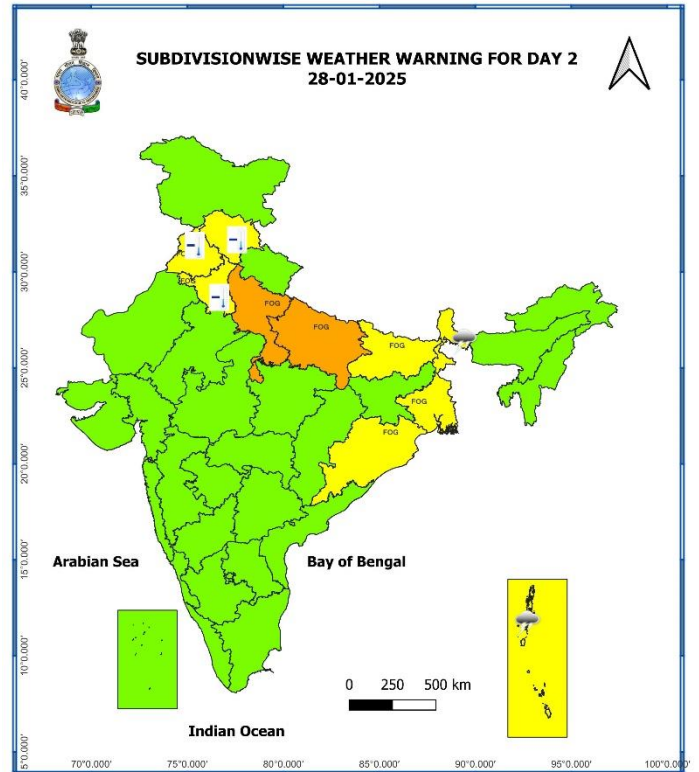 SUBDIVISIONWISE WEATHER WARNING FOR DAY 2
28-01-2025
40°0.000'
35°0.000'
30°0.000'
25°0.000'
20°0.000'
15°0.000'
10°0.000'
5°0.000'
FOG
FOG
FOG
FOG
FOG
FOG
Arabian Sea
Bay of Bengal
0 250 500 km
Indian Ocean
70°0.000' 75°0.000' 80°0.000' 85°0.000' 90°0.000' 95°0.000' 100°0.000'